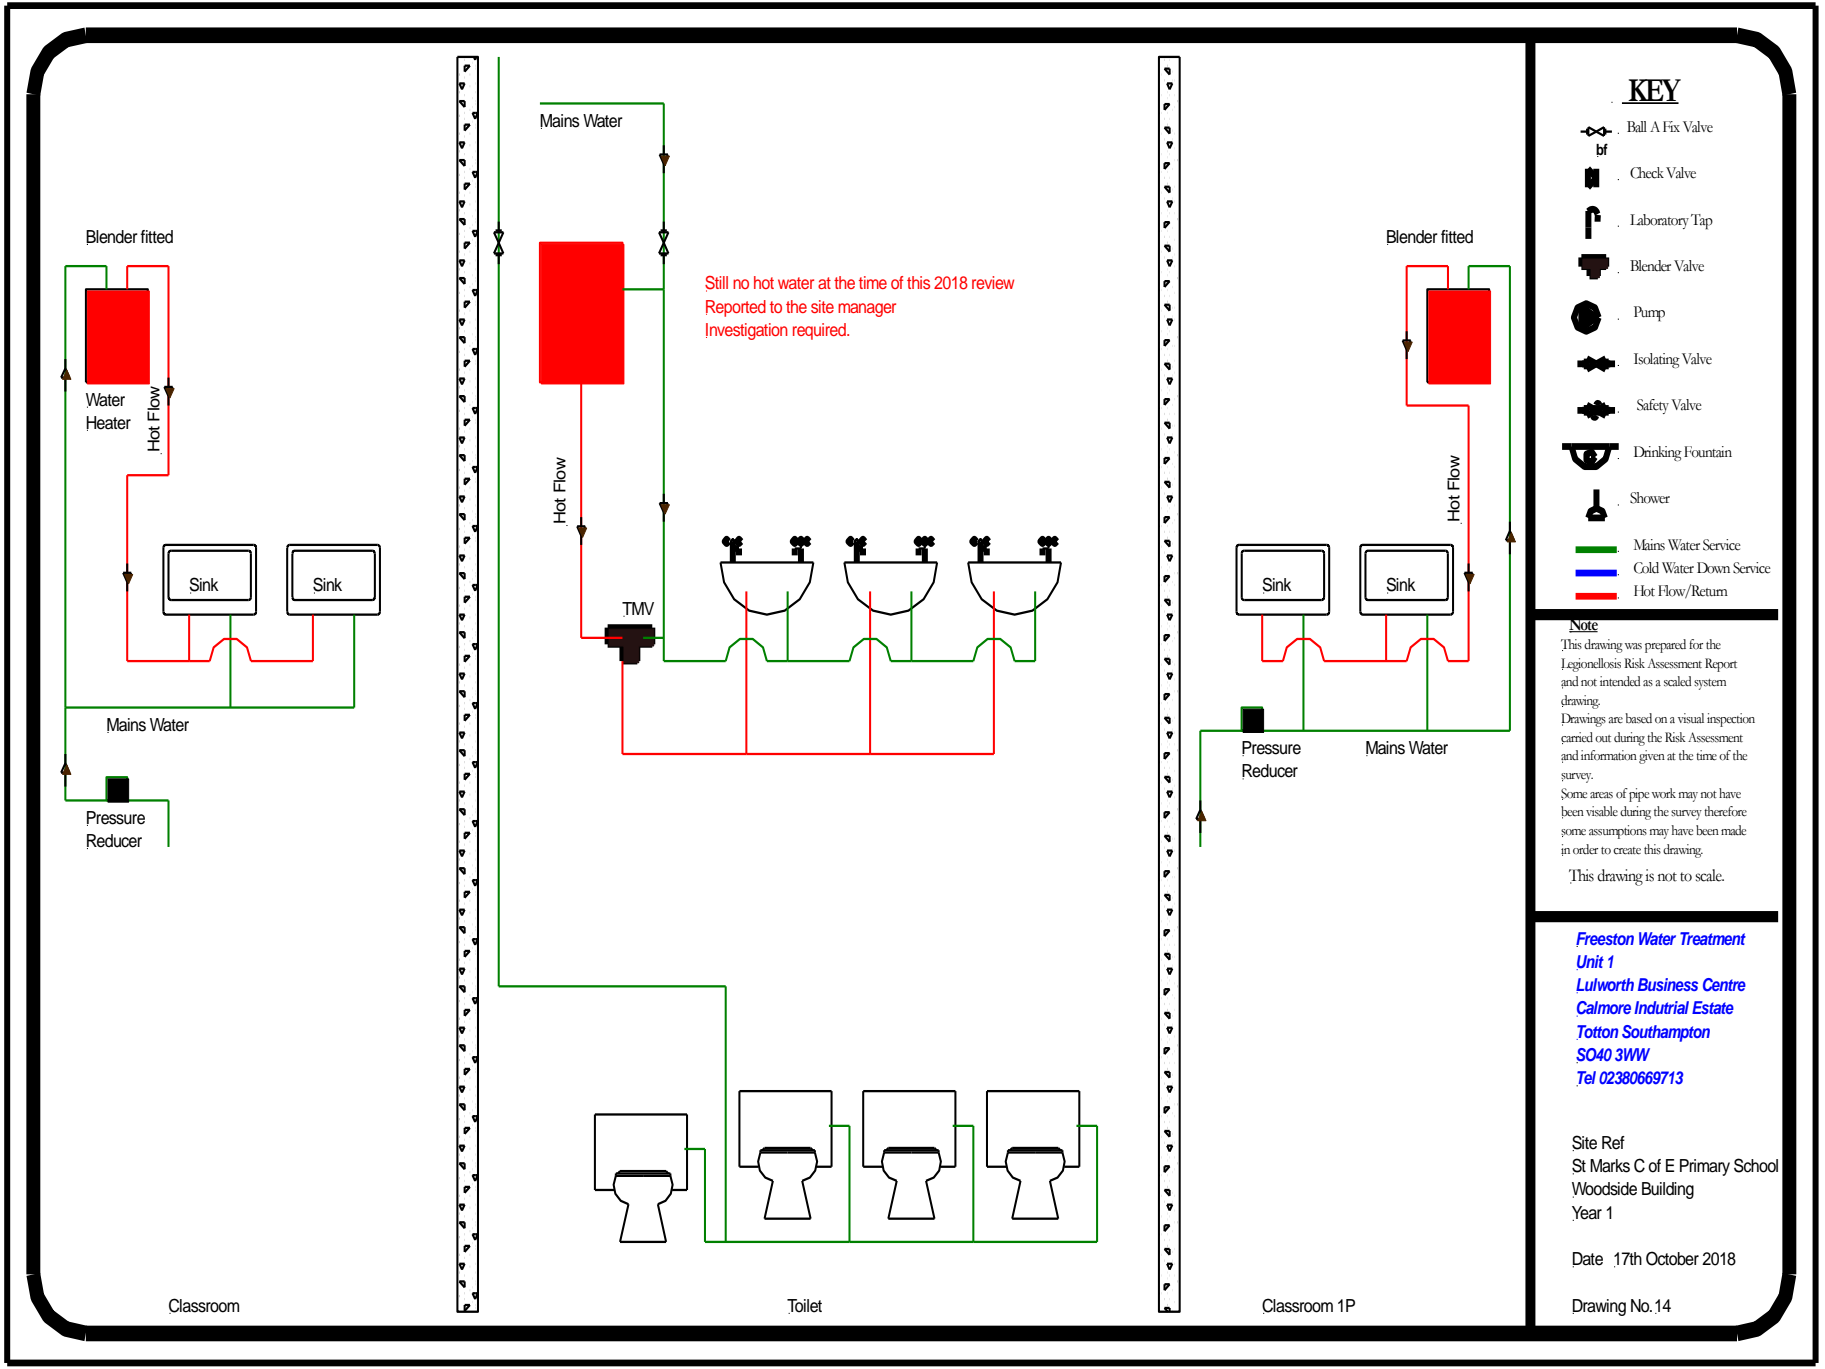 Mains Water
Blender fitted
Water
Heater
Hot Flow
Sink
Sink
Mains Water
Pressure
Reducer
Classroom
Still no hot water at the time of this 2018 review
Reported to the site manager
Investigation required.
Hot Flow
TMV
Toilet
Blender fitted
Hot Flow
Sink
Sink
Pressure
Reducer
Mains Water
Classroom 1P
KEY
Ball A Fix Valve
bf
Check Valve
Laboratory Tap
Blender Valve
Pump
Isolating Valve
Safety Valve
Drinking Fountain
Shower
Mains Water Service
Cold Water Down Service
Hot Flow/Return
Note
This drawing was prepared for the
Legionellosis Risk Assessment Report
and not intended as a scaled system
drawing.
Drawings are based on a visual inspection
carried out during the Risk Assessment
and information given at the time of the
survey.
Some areas of pipe work may not have
been visable during the survey therefore
some assumptions may have been made
in order to create this drawing.
This drawing is not to scale.
Freeston Water Treatment
Unit 1
Lulworth Business Centre
Calmore Indutrial Estate
Totton Southampton
SO40 3WW
Tel 02380669713
Site Ref
St Marks C of E Primary School
Woodside Building
Year 1
Date 17th October 2018
Drawing No. 14